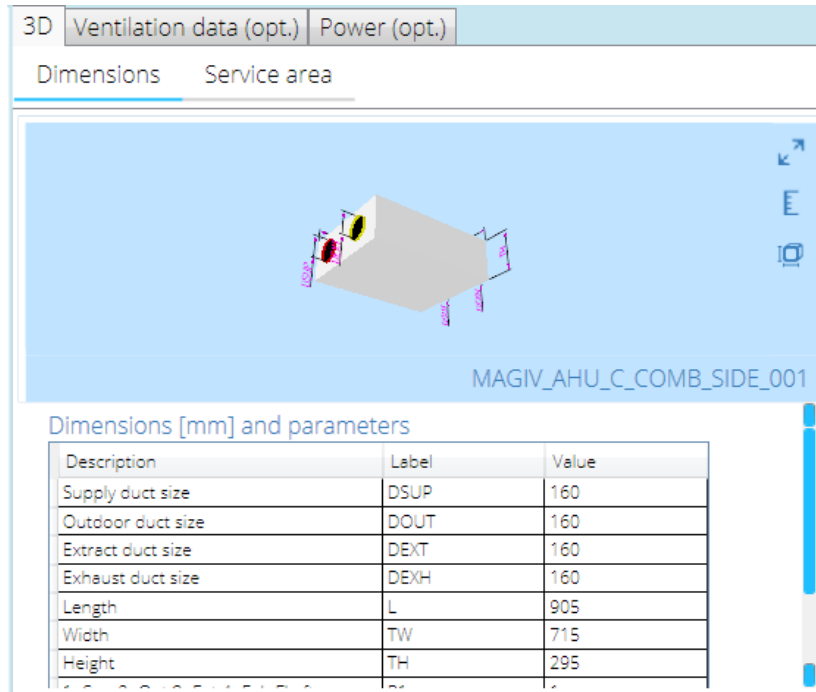 3D Ventilation data (opt.) Power (opt.)
Dimensions Service area
MAGIV_AHU_C_COMB_SIDE_001
Dimensions [mm] and parameters
Description Label Value
Supply duct size DSUP 160
Outdoor duct size DOUT 160
Extract duct size DEXT 160
Exhaust duct size DEXH 160
Length L 905
Width TW 715
Height TH 295